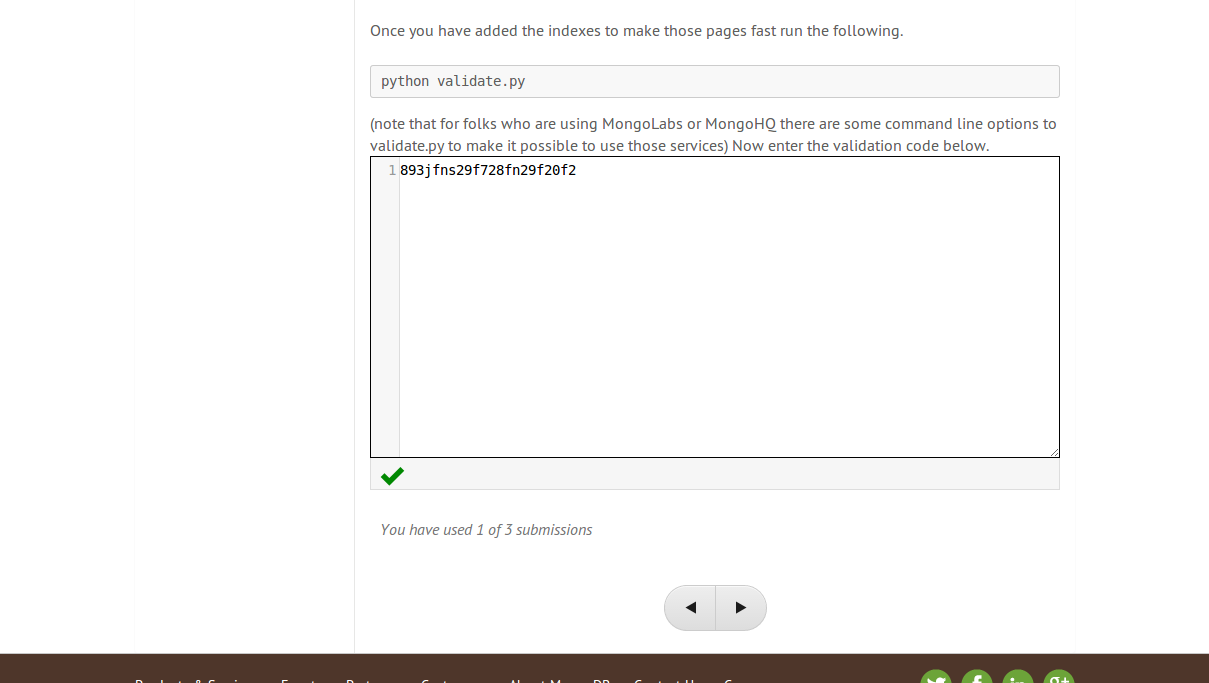 Once you have added the indexes to make those pages fast run the following.
python validate.py
(note that for folks who are using MongoLabs or MongoHQ there are some command line options to
validate.py to make it possible to use those services) Now enter the validation code below.
1 893jfns29f728fn29f20f2
You have used 1 of 3 submissions